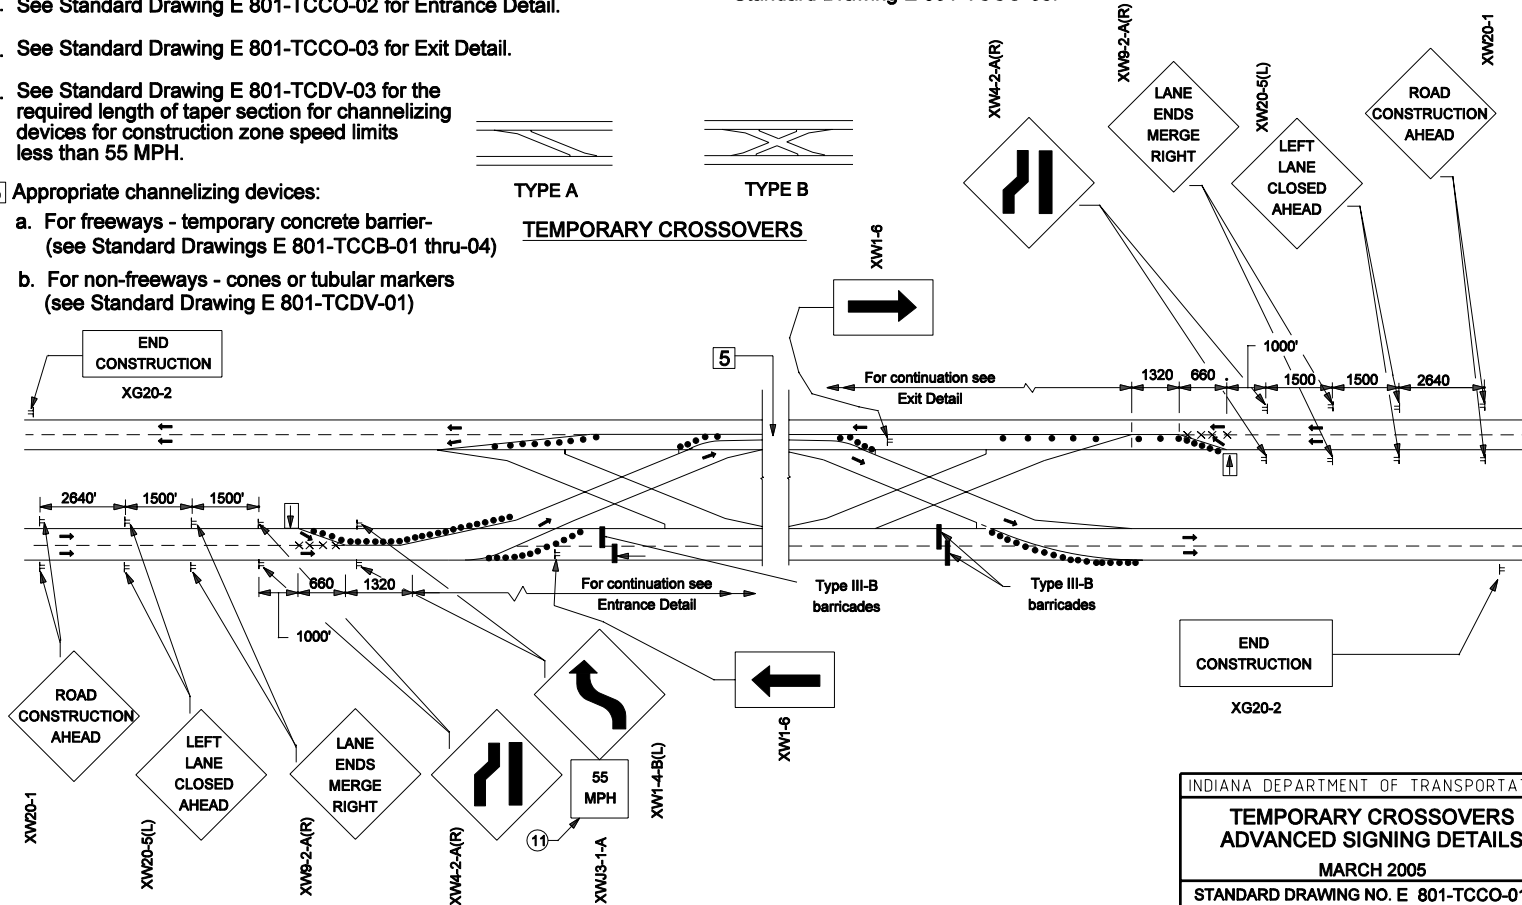 See Standard Drawing E 801-TCCO-02 for Entrance Detail.
See Standard Drawing E 801-TCCO-03 for Exit Detail.
See Standard Drawing E 801-TCDV-03 for the
required length of taper section for channelizing
devices for construction zone speed limits
less than 55 MPH.
Appropriate channelizing devices:
a. For freeways - temporary concrete barrier-
(see Standard Drawings E 801-TCCB-01 thru-04)
b. For non-freeways - cones or tubular markers
(see Standard Drawing E 801-TCDV-01)
TYPE A
TYPE B
TEMPORARY CROSSOVERS
XW4-2-A(R)
XW9-2-A(R)
LANE
ENDS
MERGE
RIGHT
XW20-5(L)
LEFT
LANE
CLOSED
AHEAD
XW20-1
ROAD
CONSTRUCTION
AHEAD
XW1-6
END
CONSTRUCTION
XG20-2
5
For continuation see
Exit Detail
1320
660
1000'
1500
1500
2640
2640'
1500'
1500'
660
1320
1000'
For continuation see
Entrance Detail
Type III-B
barricades
Type III-B
barricades
END
CONSTRUCTION
XG20-2
ROAD
CONSTRUCTION
AHEAD
XW20-1
LEFT
LANE
CLOSED
AHEAD
XW20-5(L)
LANE
ENDS
MERGE
RIGHT
XW9-2-A(R)
XW4-2-A(R)
55
MPH
11
XWJ3-1-A
XW1-4-B(L)
XW1-6
INDIANA DEPARTMENT OF TRANSPORTA
TEMPORARY CROSSOVERS
ADVANCED SIGNING DETAILS
MARCH 2005
STANDARD DRAWING NO. E 801-TCCO-01